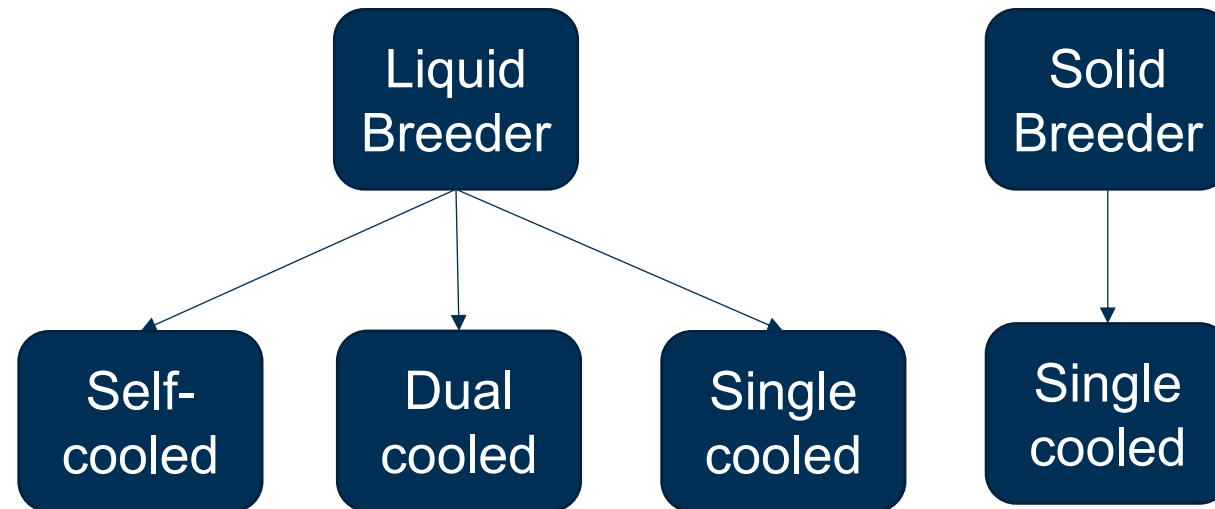 Liquid
Breeder
Solid
Breeder
Self-
cooled
Dual
cooled
Single
cooled
Single
cooled